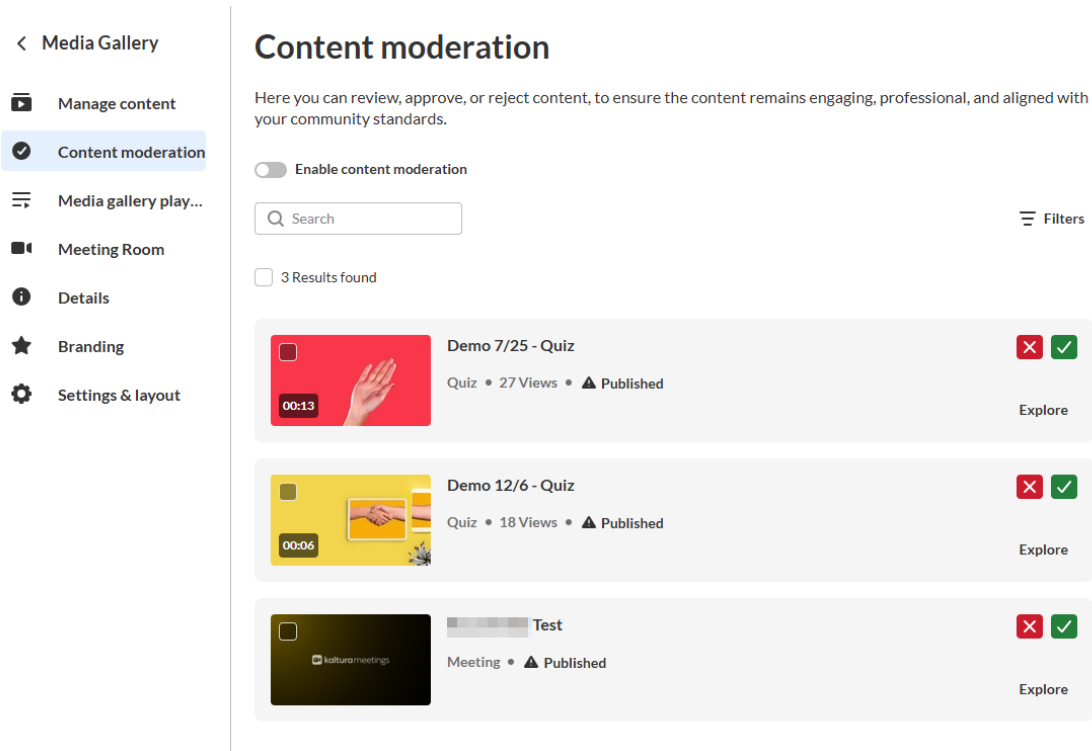 Media Gallery
Manage content
Content moderation
Media gallery play...
Meeting Room
Details
Branding
Settings & layout
Content moderation
Here you can review, approve, or reject content, to ensure the content remains engaging, professional, and aligned with
your community standards.
Enable content moderation
Search
Filters
3 Results found
00:13
Demo 7/25 - Quiz
Quiz • 27 Views • Published
Explore
00:06
Demo 12/6 - Quiz
Quiz • 18 Views • Published
Explore
kaltura meetings
Test
Meeting • Published
Explore